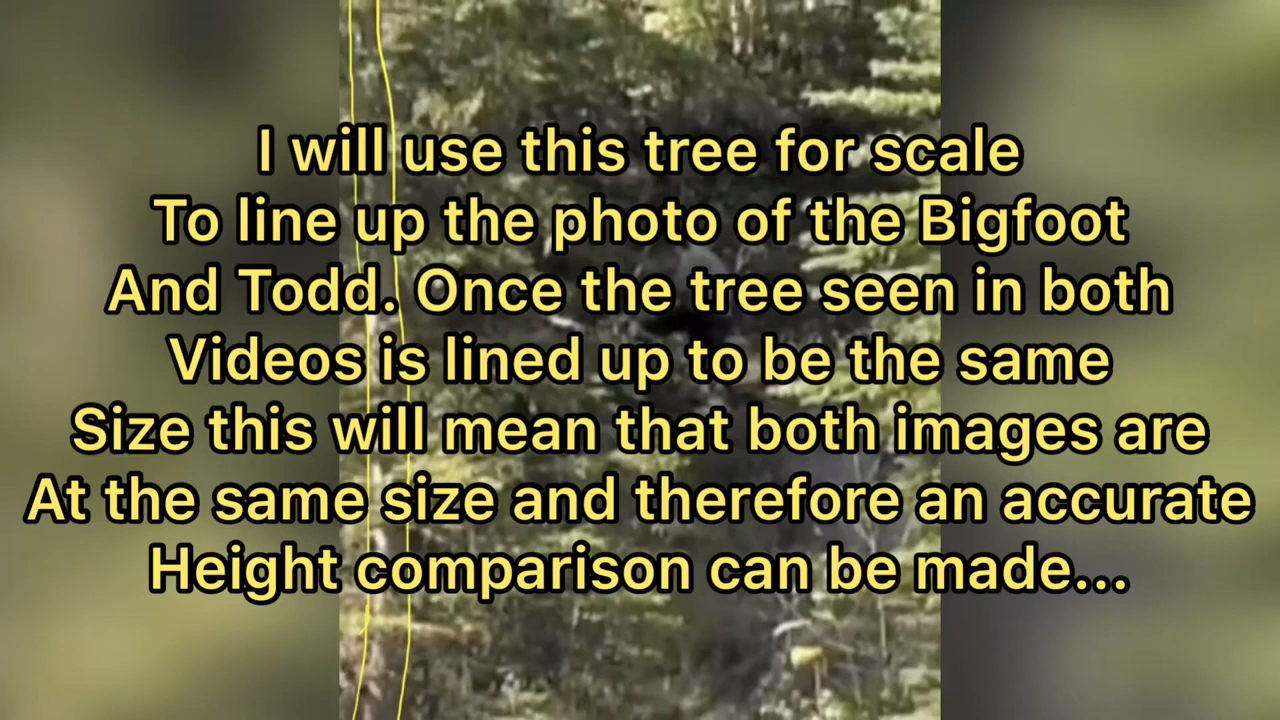 I will use this tree for scale
To line up the photo of the Bigfoot
And Todd. Once the tree seen in both
Videos is lined up to be the same
Size this will mean that both images are
At the same size and therefore an accurate
Height comparison can be made...